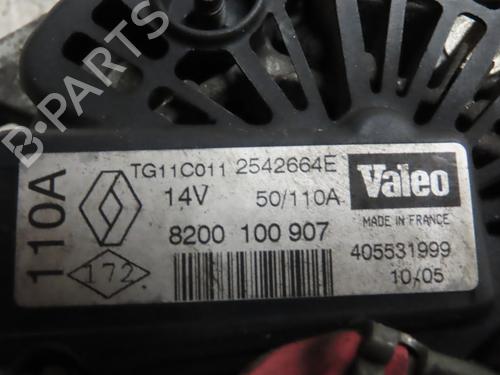 B-PARTS
110A
TG11C011 2542664E
14V 50/110A
8200 100 907
172
Valeo
MADE IN FRANCE
405531999
10/05